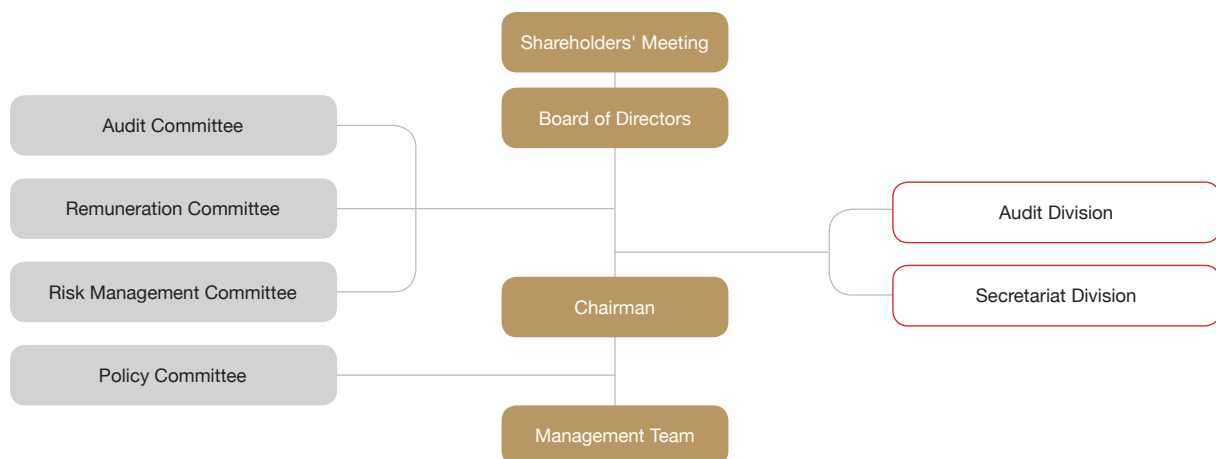 Shareholders' Meeting
Board of Directors
Audit Committee
Remuneration Committee
Risk Management Committee
Policy Committee
Audit Division
Secretariat Division
Chairman
Management Team